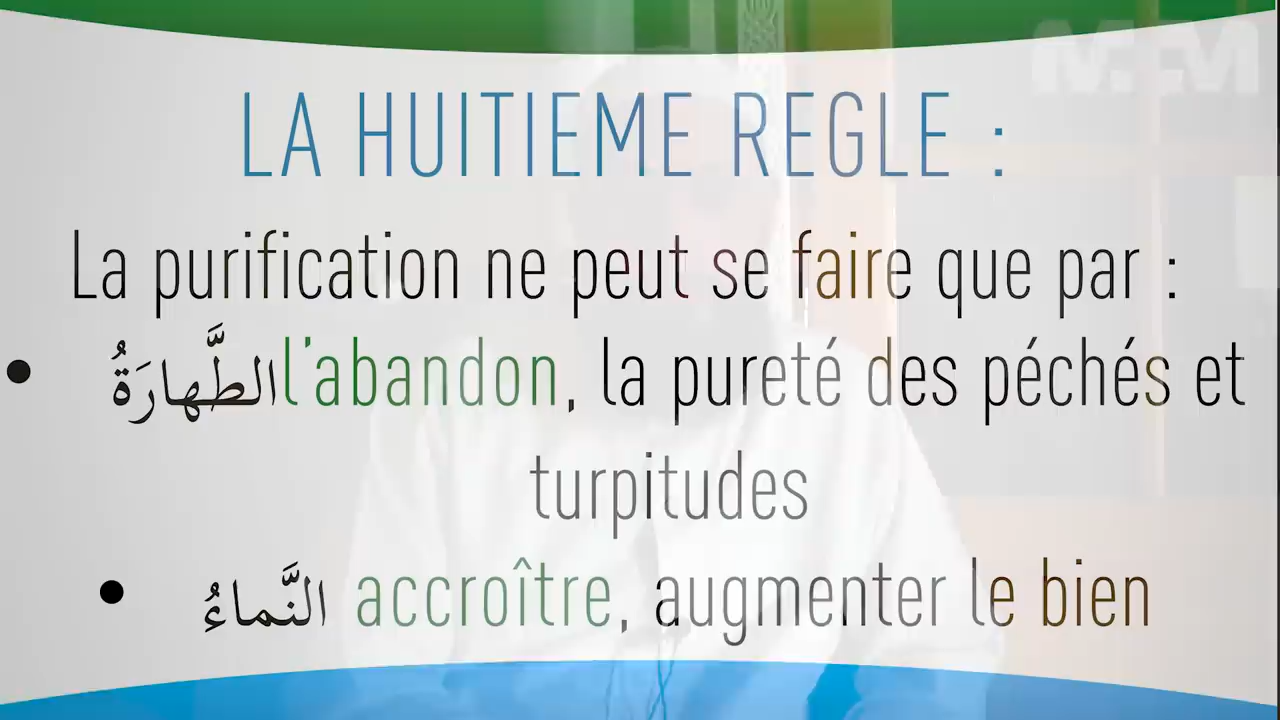 LA HUITIEME REGLE :
La purification ne peut se faire que par :
• الطَّهارَةُ l’abandon, la pureté des péchés et
turpitudes
• النَّماءُ accroître, augmenter le bien